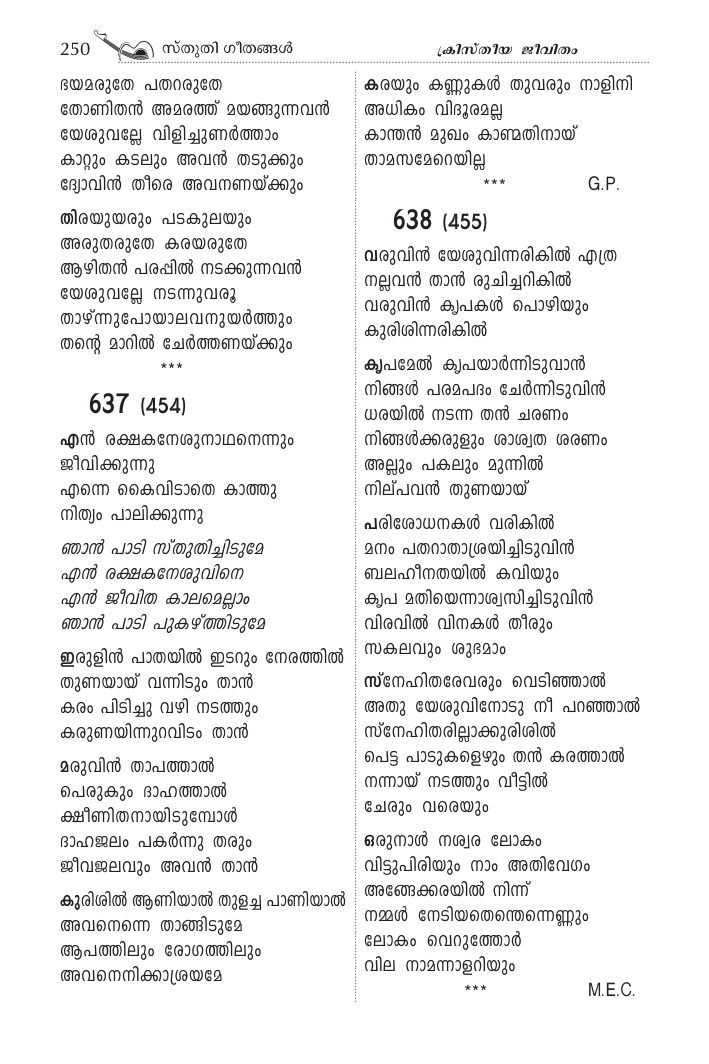 250 സ്തുതി ഗീതങ്ങൾ ക്രിസ്തീയ ജീവിതം
ഭയമരുതേ പതറരുതേ
തോണിതൻ അമരത്ത് മയങ്ങുന്നവൻ
യേശുവല്ലേ വിളിച്ചുണർത്താം
കാറ്റും കടലും അവൻ തടുക്കും
ദ്യോവിൻ തീരെ അവനണയ്ക്കും
തിരയുയരും പടകുലയും
അരുതരുതേ കരയരുതേ
ആഴിതൻ പരപ്പിൽ നടക്കുന്നവൻ
യേശുവല്ലേ നടന്നുവരൂ
താഴ്ന്നുപോയാലവനുയർത്തും
തന്റെ മാറിൽ ചേർത്തണയ്ക്കും
***
637 (454)
എൻ രക്ഷകനേശുനാഥനെന്നും
ജീവിക്കുന്നു
എന്നെ കൈവിടാതെ കാത്തു
നിത്യം പാലിക്കുന്നു
ഞാൻ പാടി സ്തുതിച്ചിടുമേ
എൻ രക്ഷകനേശുവിനെ
എൻ ജീവിത കാലമെല്ലാം
ഞാൻ പാടി പുകഴ്ത്തിടുമേ
ഇരുളിൻ പാതയിൽ ഇടറും നേരത്തിൽ
തുണയായ് വന്നിടും താൻ
കരം പിടിച്ചു വഴി നടത്തും
കരുണയിന്നുറവിടം താൻ
മരുവിൻ താപത്താൽ
പെരുകും ദാഹത്താൽ
ക്ഷീണിതനായിടുമ്പോൾ
ദാഹജലം പകർന്നു തരും
ജീവജലവും അവൻ താൻ
കുരിശിൽ ആണിയാൽ തുളച്ച പാണിയാൽ
അവനെന്നെ താങ്ങിടുമേ
ആപത്തിലും രോഗത്തിലും
അവനെനിക്കാശ്രയമേ
കരയും കണ്ണുകൾ തുവരും നാളിനി
അധികം വിദൂരമല്ല
കാന്തൻ മുഖം കാണ്മതിനായ്
താമസമേറെയില്ല
*** G.P.
638 (455)
വരുവിൻ യേശുവിന്നരികിൽ എത്ര
നല്ലവൻ താൻ രുചിച്ചറികിൽ
വരുവിൻ കൃപകൾ പൊഴിയും
കുരിശിന്നരികിൽ
കൃപമേൽ കൃപയാർന്നിടുവാൻ
നിങ്ങൾ പരമപദം ചേർന്നിടുവിൻ
ധരയിൽ നടന്ന തൻ ചരണം
നിങ്ങൾക്കരുളും ശാശ്വത ശരണം
അല്ലും പകലും മുന്നിൽ
നില്പവൻ തുണയായ്
പരിശോധനകൾ വരികിൽ
മനം പതറാതാശ്രയിച്ചിടുവിൻ
ബലഹീനതയിൽ കവിയും
കൃപ മതിയെന്നാശ്വസിച്ചിടുവിൻ
വിരവിൽ വിനകൾ തീരും
സകലവും ശുഭമാം
സ്നേഹിതരേവരും വെടിഞ്ഞാൽ
അതു യേശുവിനോടു നീ പറഞ്ഞാൽ
സ്നേഹിതരില്ലാക്കുരിശിൽ
പെട്ട പാടുകളെഴും തൻ കരത്താൽ
നന്നായ് നടത്തും വീട്ടിൽ
ചേരും വരെയും
ഒരുനാൾ നശ്വര ലോകം
വിട്ടുപിരിയും നാം അതിവേഗം
അങ്ങേക്കരയിൽ നിന്ന്
നമ്മൾ നേടിയതെന്തെന്നെണ്ണും
ലോകം വെറുത്തോർ
വില നാമന്നാളറിയും
*** M.E.C.